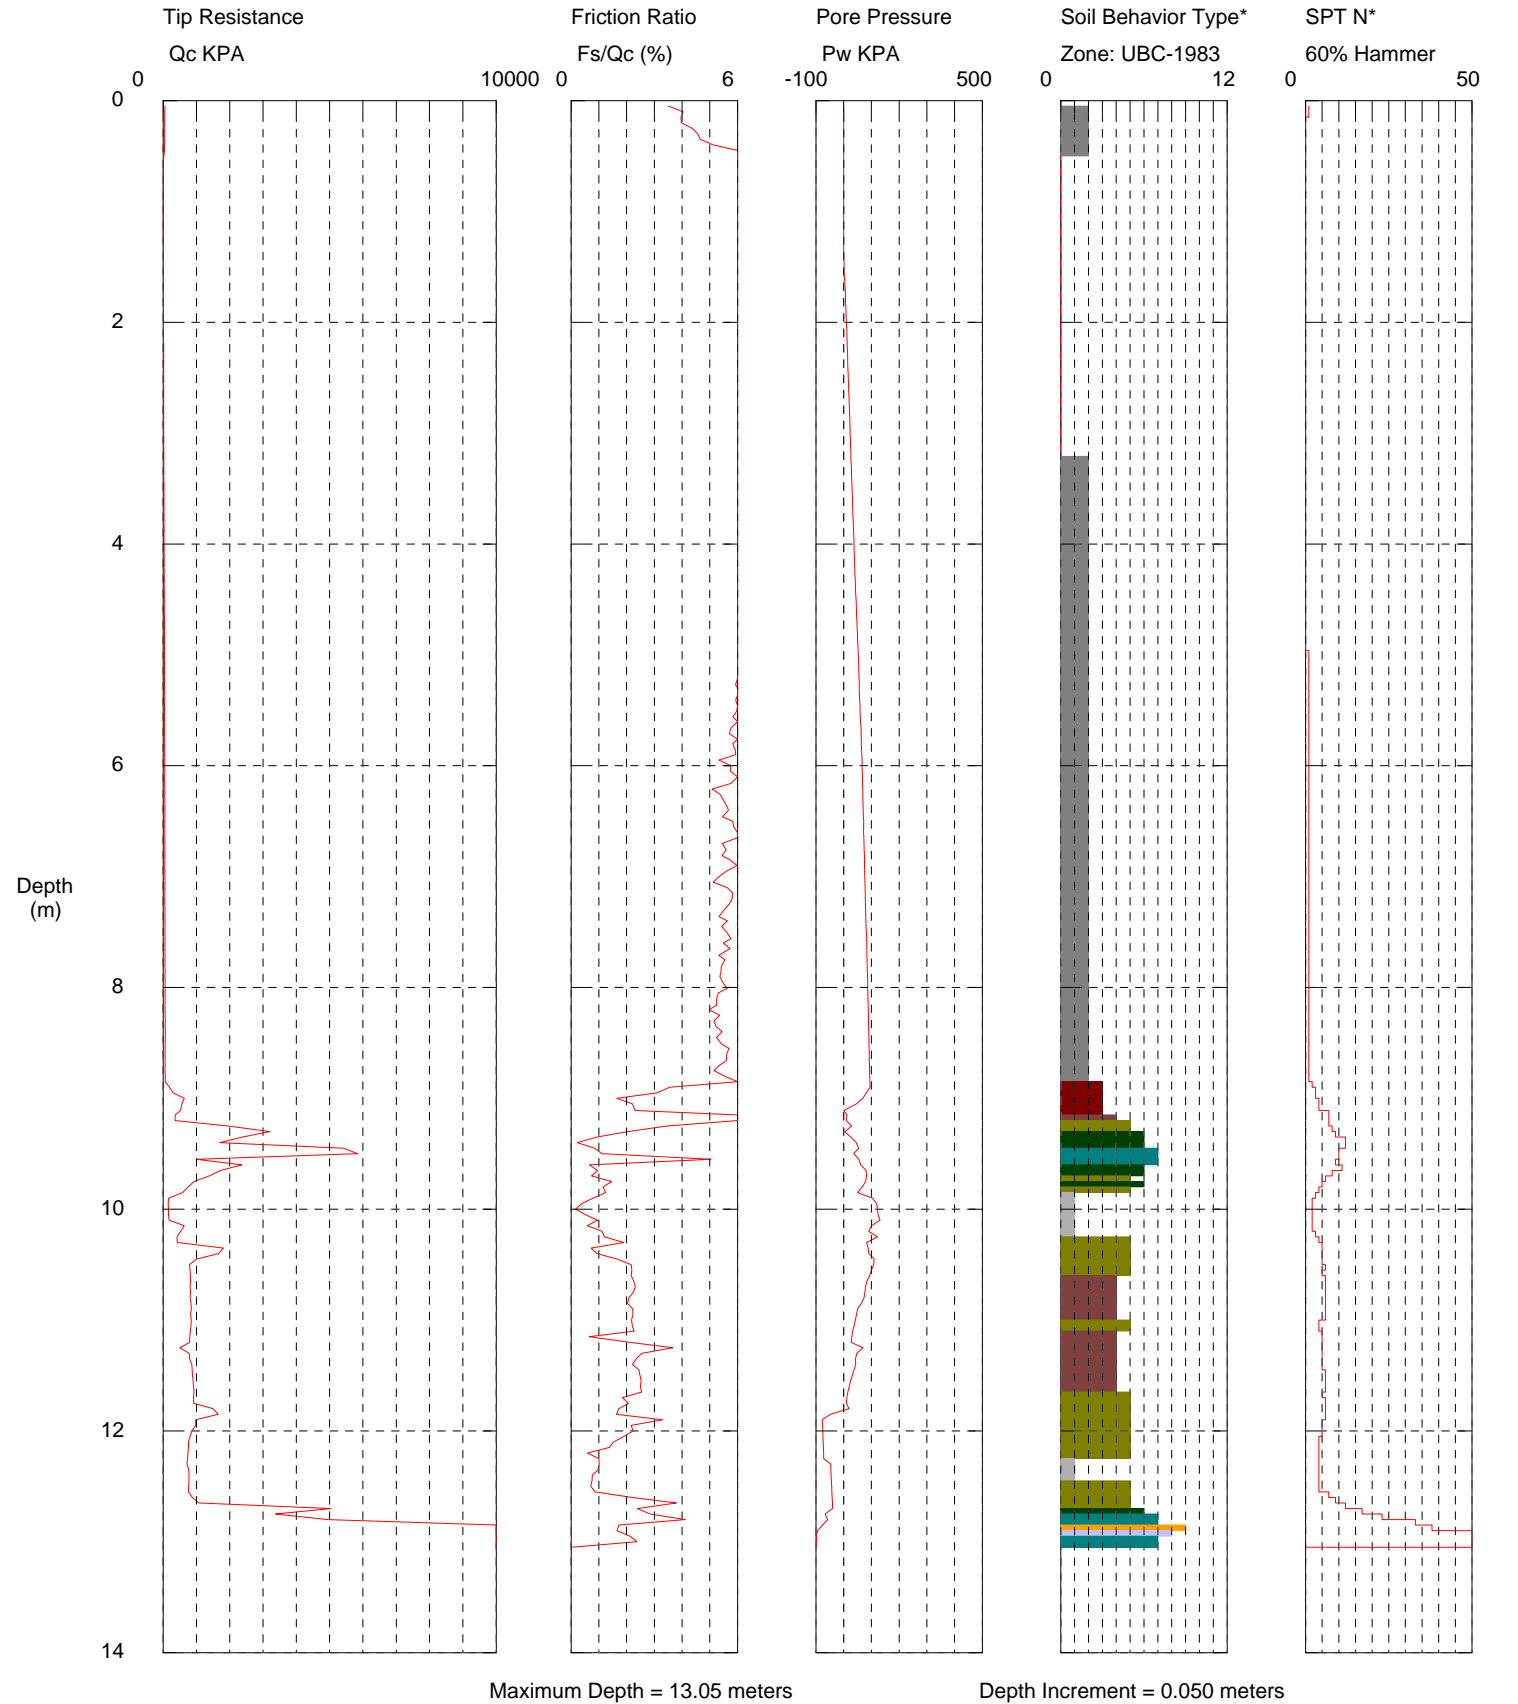 Tip Resistance Friction Ratio Pore Pressure Soil Behavior Type* SPT N*
Qc KPA Fs/Qc (%) Pw KPA Zone: UBC-1983 60% Hammer
0 10000 0 6 -100 500 0 12 0 50
0
2
4
6
Depth
(m)
8
10
12
14
Maximum Depth = 13.05 meters Depth Increment = 0.050 meters